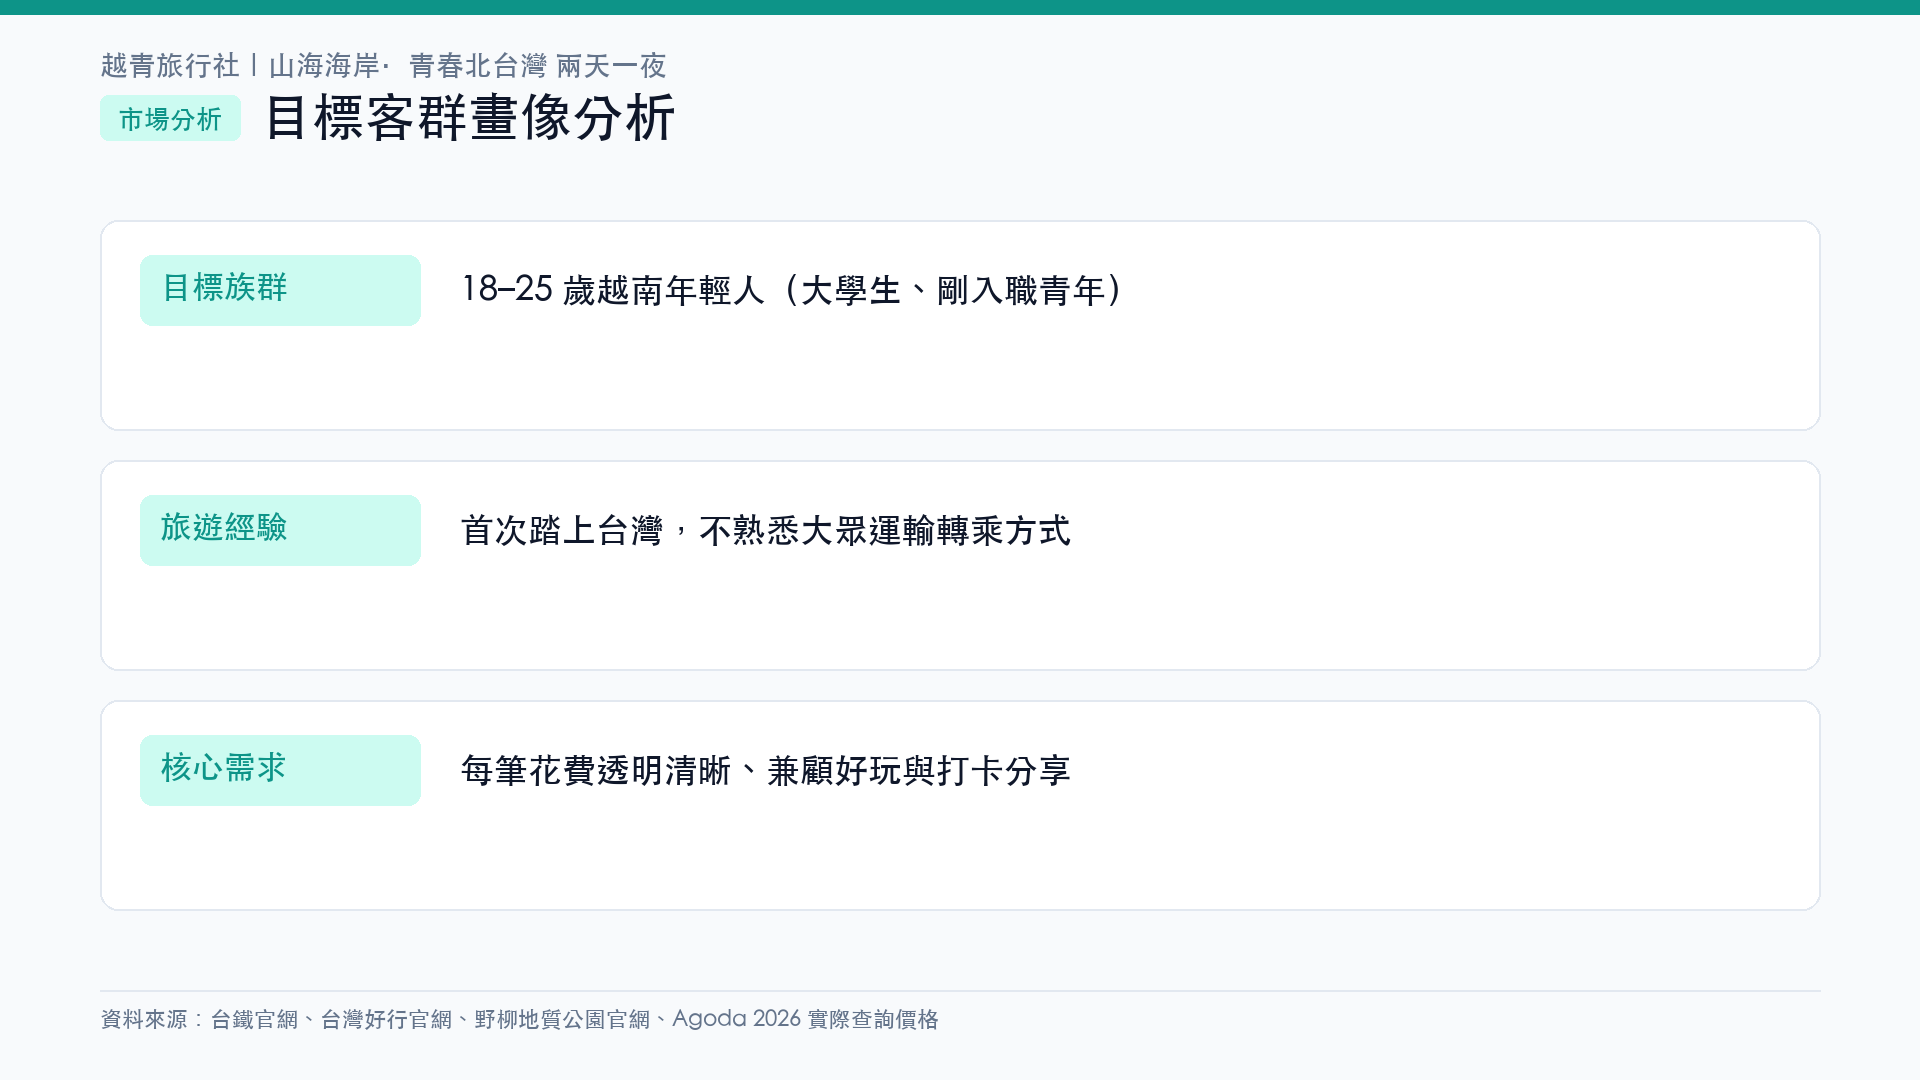 越青旅行社｜山海海岸· 青春北台灣 兩天一夜
市場分析 目標客群畫像分析
目標族群 18–25 歲越南年輕人（大學生、剛入職青年）
旅遊經驗 首次踏上台灣，不熟悉大眾運輸轉乘方式
核心需求 每筆花費透明清晰、兼顧好玩與打卡分享
資料來源：台鐵官網、台灣好行官網、野柳地質公園官網、Agoda 2026 實際查詢價格